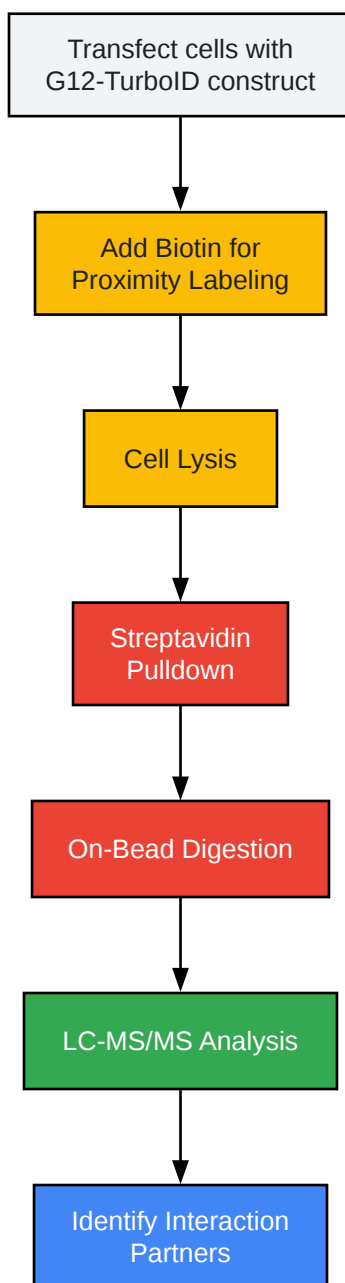 Transfect cells with
G12-TurboID construct
Add Biotin for
Proximity Labeling
Cell Lysis
Streptavidin
Pulldown
On-Bead Digestion
LC-MS/MS Analysis
Identify Interaction
Partners